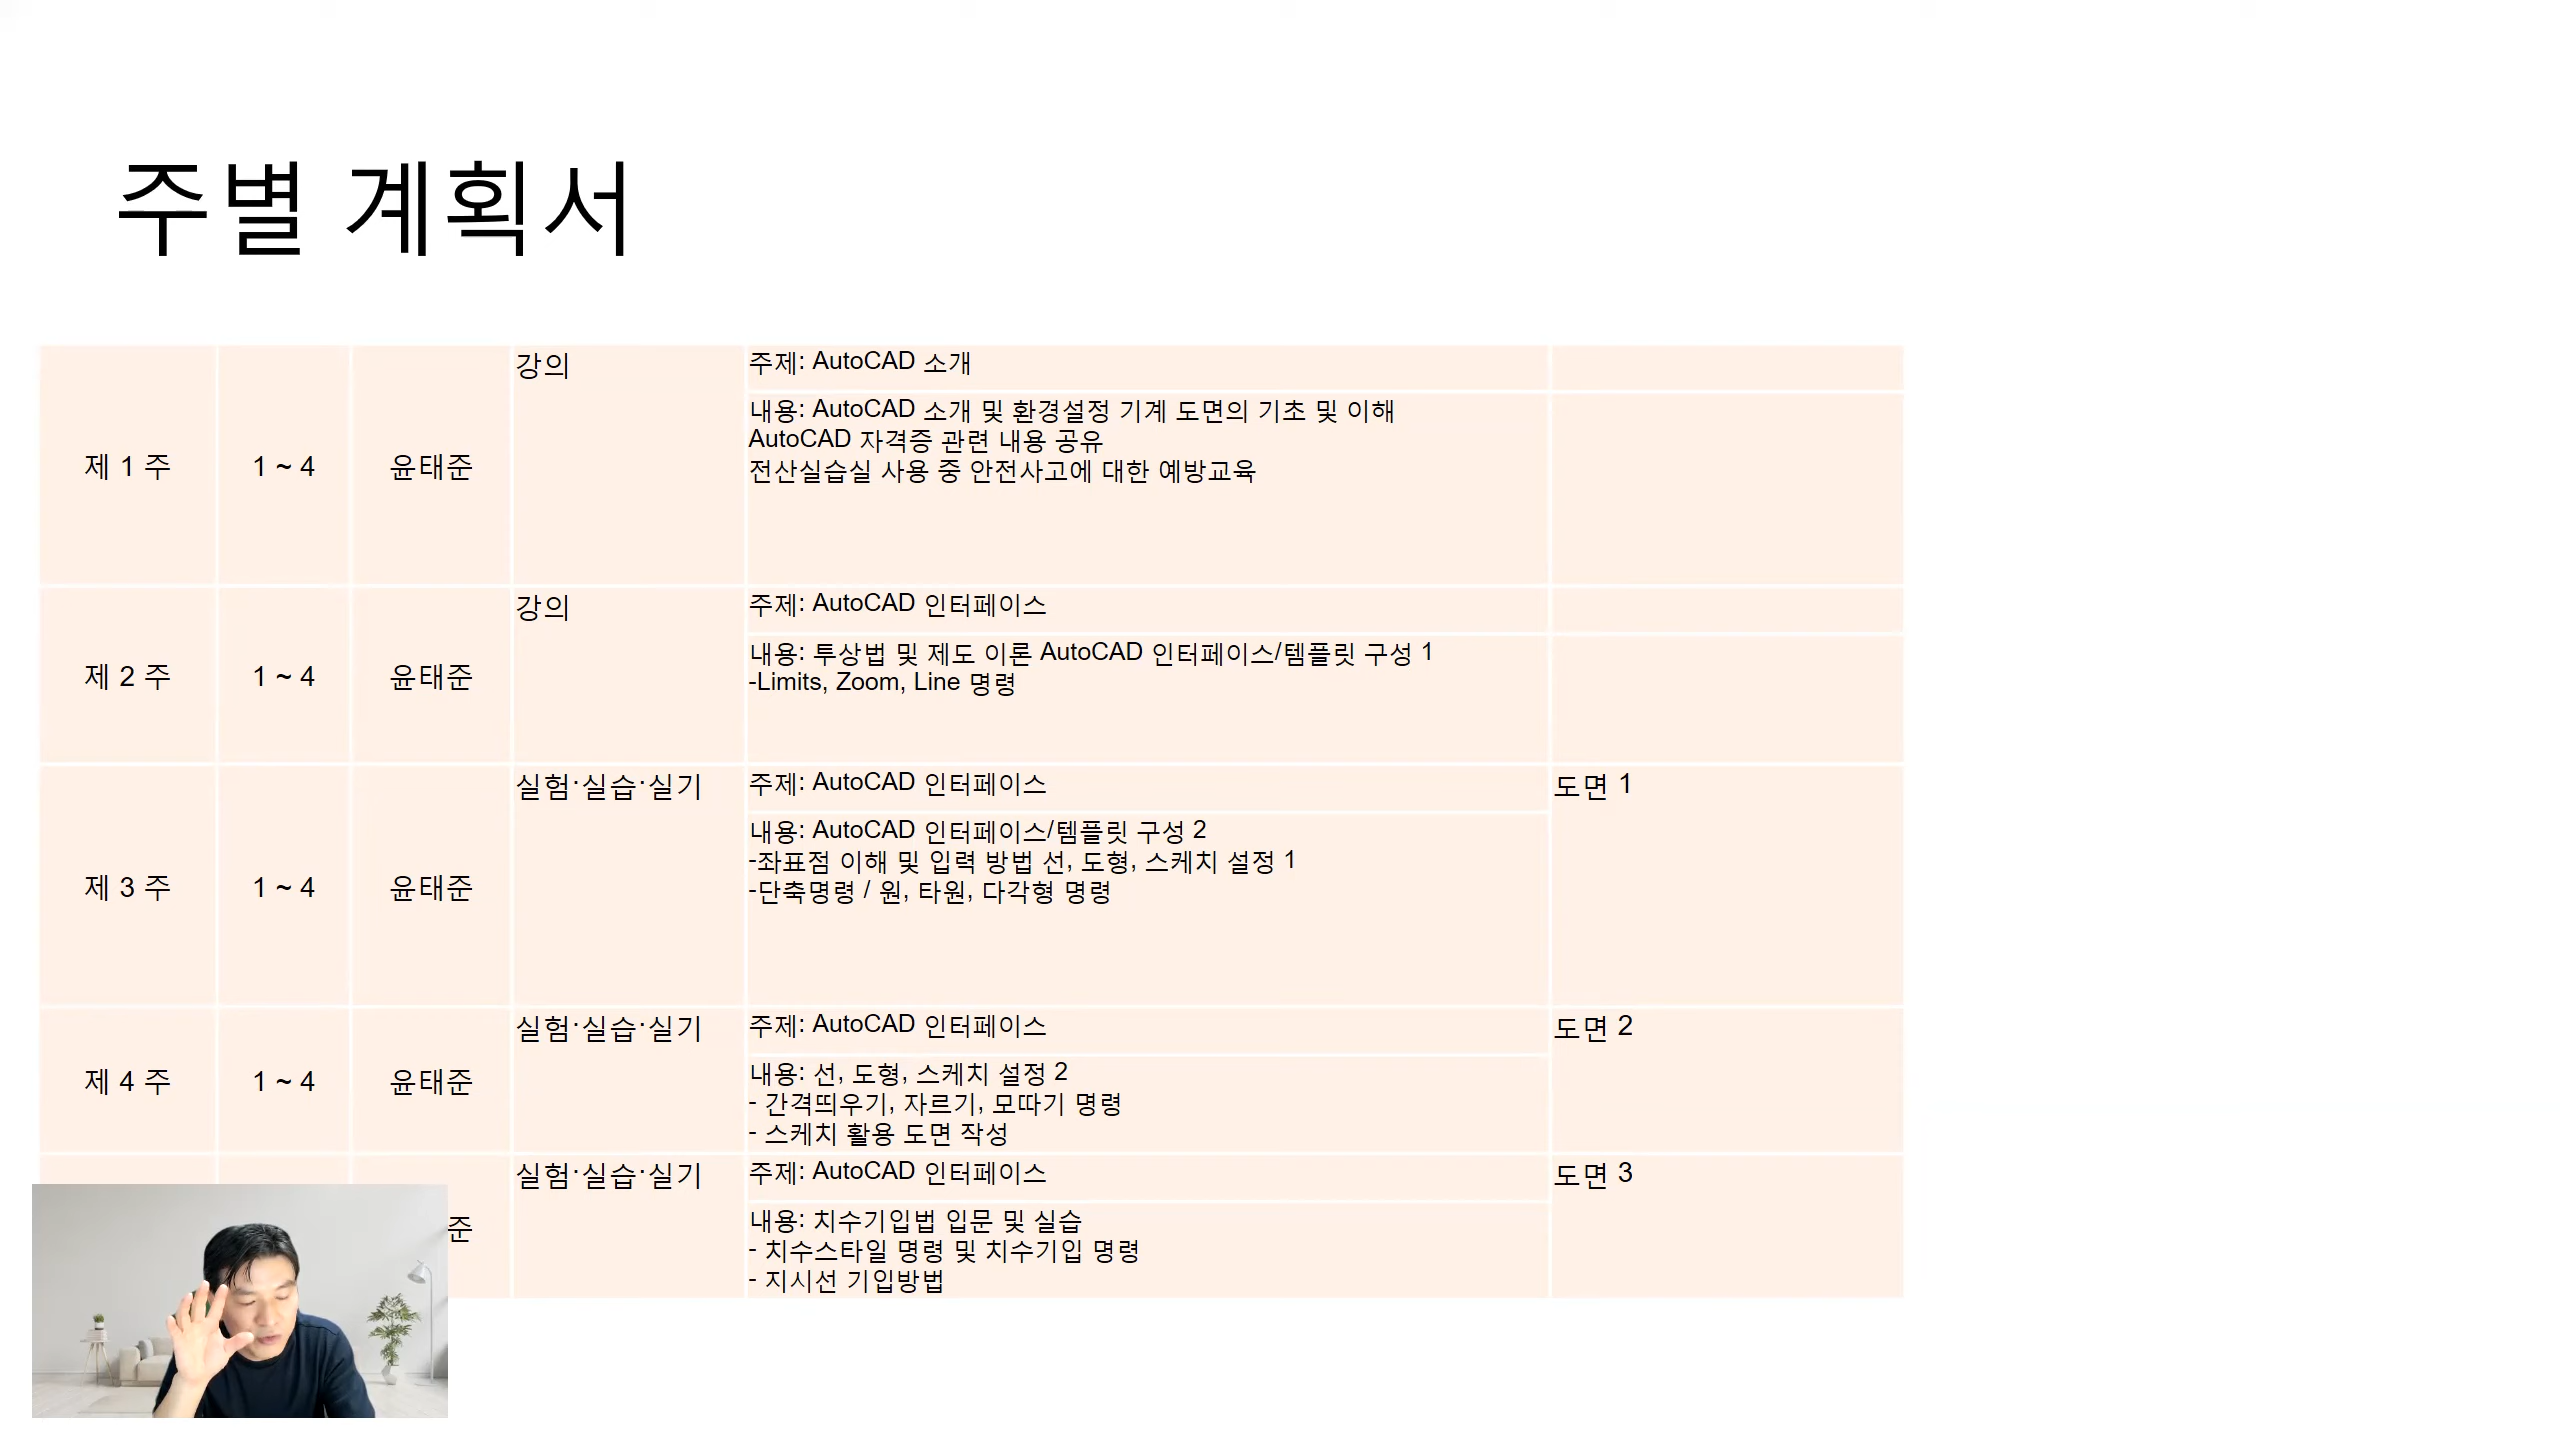 주별 계획서
제 1 주
1 ~ 4
윤태준
강의
주제: AutoCAD 소개
내용: AutoCAD 소개 및 환경설정 기계 도면의 기초 및 이해
AutoCAD 자격증 관련 내용 공유
전산실습실 사용 중 안전사고에 대한 예방교육
제 2 주
1 ~ 4
윤태준
강의
주제: AutoCAD 인터페이스
내용: 투상법 및 제도 이론 AutoCAD 인터페이스/템플릿 구성 1
-Limits, Zoom, Line 명령
제 3 주
1 ~ 4
윤태준
실험·실습·실기
주제: AutoCAD 인터페이스
내용: AutoCAD 인터페이스/템플릿 구성 2
-좌표점 이해 및 입력 방법 선, 도형, 스케치 설정 1
-단축명령 / 원, 타원, 다각형 명령
도면 1
제 4 주
1 ~ 4
윤태준
실험·실습·실기
주제: AutoCAD 인터페이스
내용: 선, 도형, 스케치 설정 2
- 간격띄우기, 자르기, 모따기 명령
- 스케치 활용 도면 작성
도면 2
준
실험·실습·실기
주제: AutoCAD 인터페이스
내용: 치수기입법 입문 및 실습
- 치수스타일 명령 및 치수기입 명령
- 지시선 기입방법
도면 3